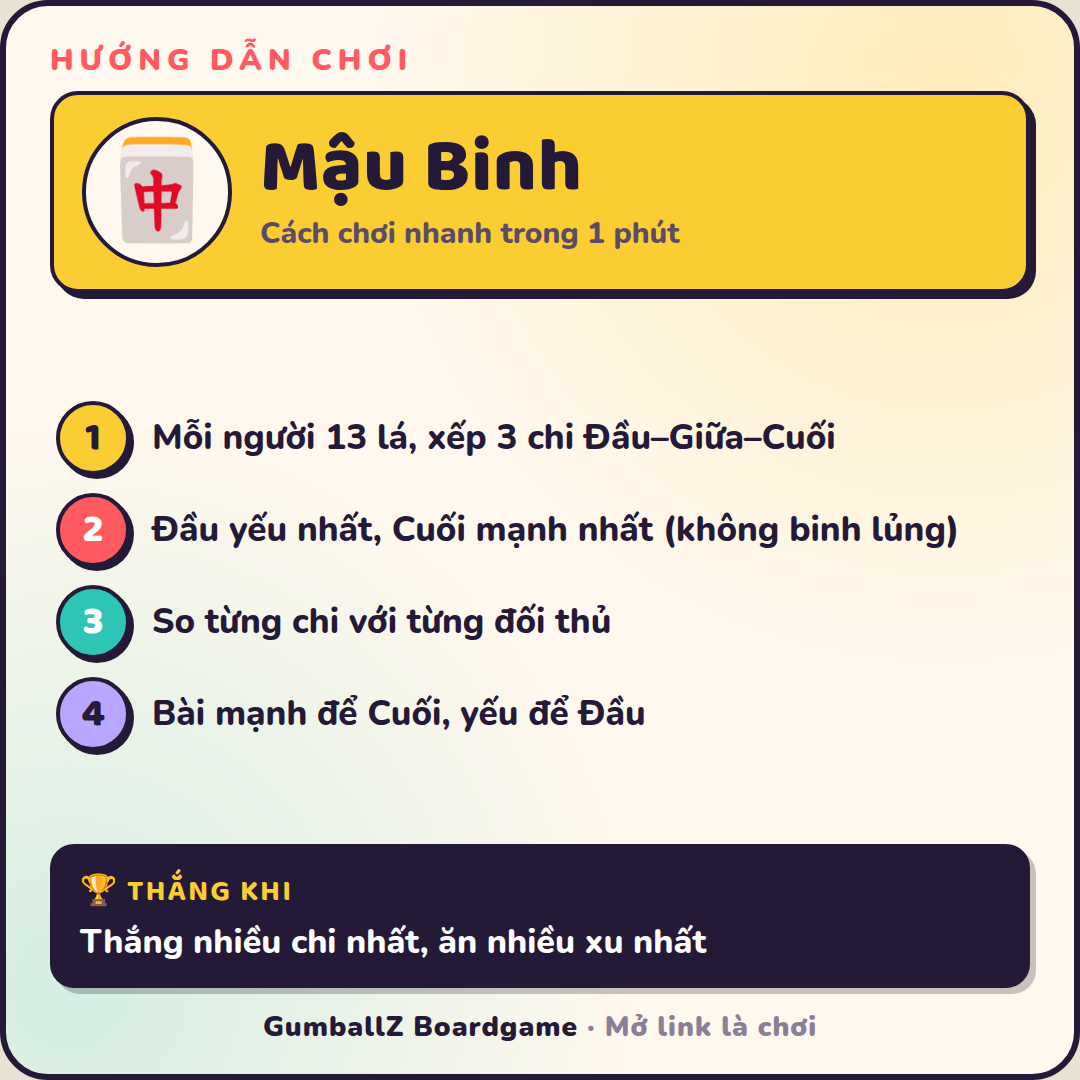 HƯỚNG DẪN CHƠI
中
Mậu Binh
Cách chơi nhanh trong 1 phút
1 Mỗi người 13 lá, xếp 3 chi Đầu–Giữa–Cuối
2 Đầu yếu nhất, Cuối mạnh nhất (không binh lủng)
3 So từng chi với từng đối thủ
4 Bài mạnh để Cuối, yếu để Đầu
🏆 THẮNG KHI
Thắng nhiều chi nhất, ăn nhiều xu nhất
GumballZ Boardgame · Mở link là chơi